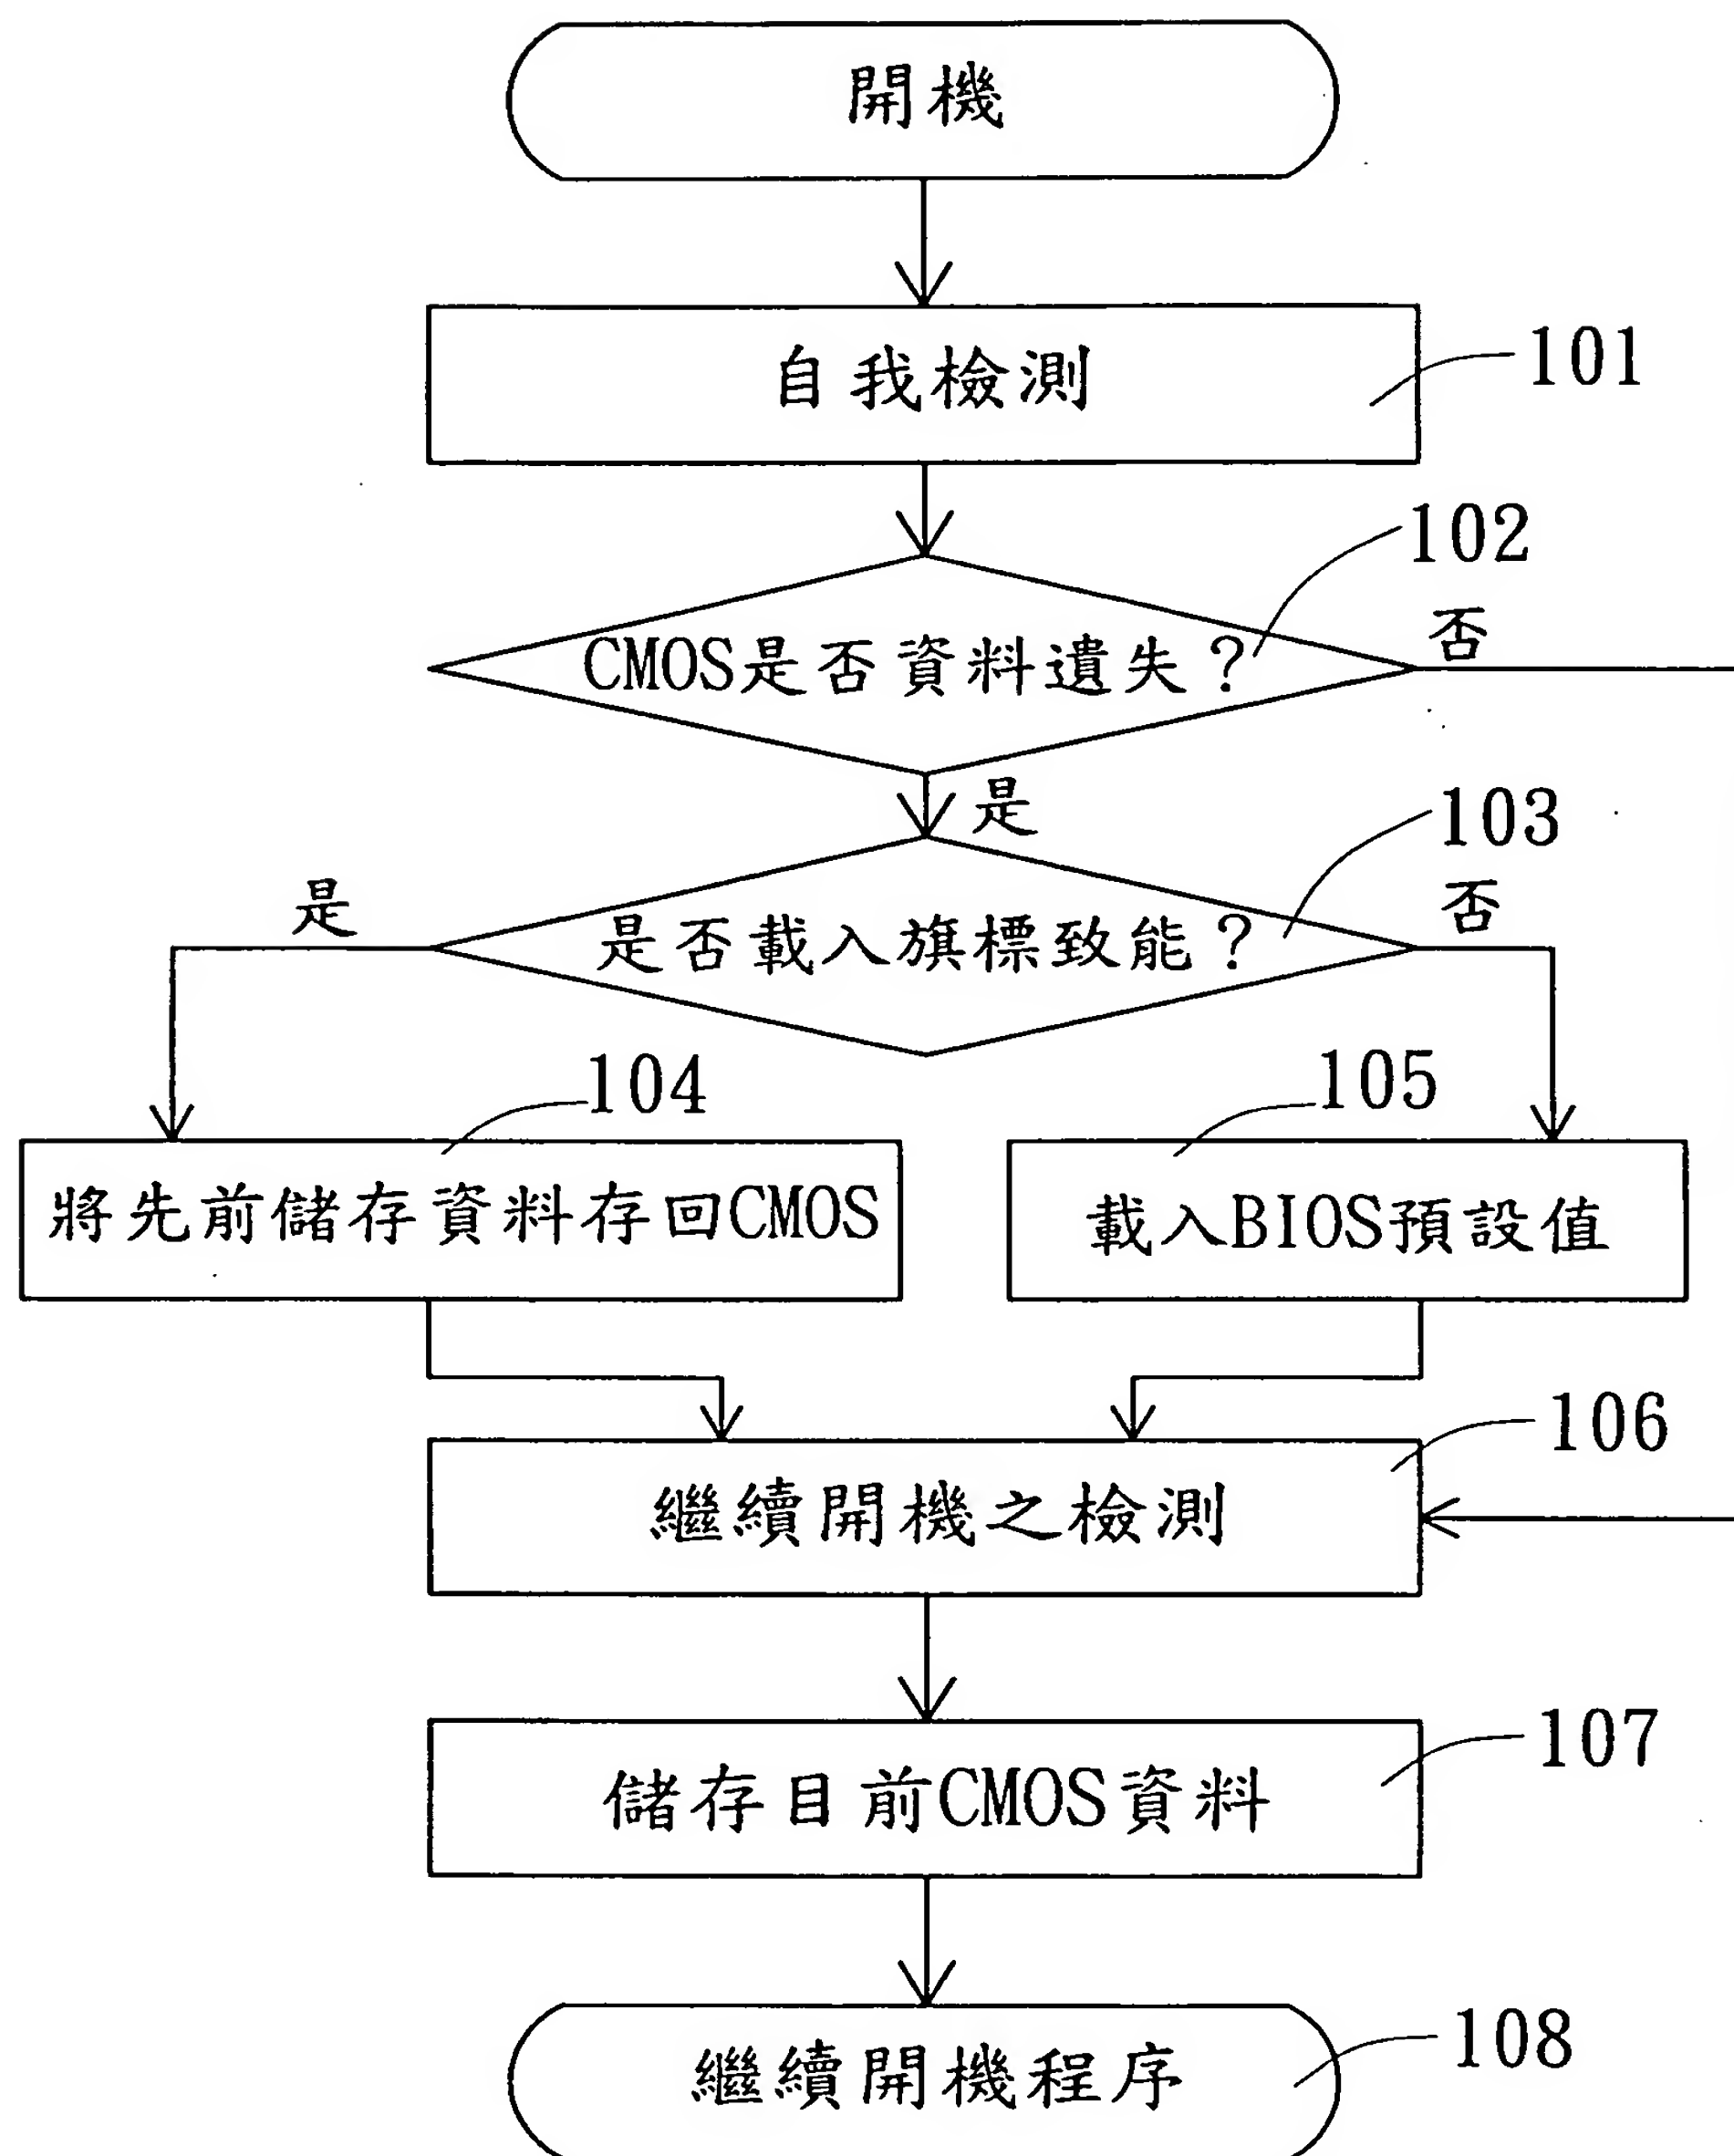 開機
自我檢測
101
102
CMOS是否資料遺失？
否
是
103
是否載入旗標致能？
是
否
104
105
將先前儲存資料存回CMOS
載入BIOS預設值
106
繼續開機之檢測
107
儲存目前CMOS資料
108
繼續開機程序